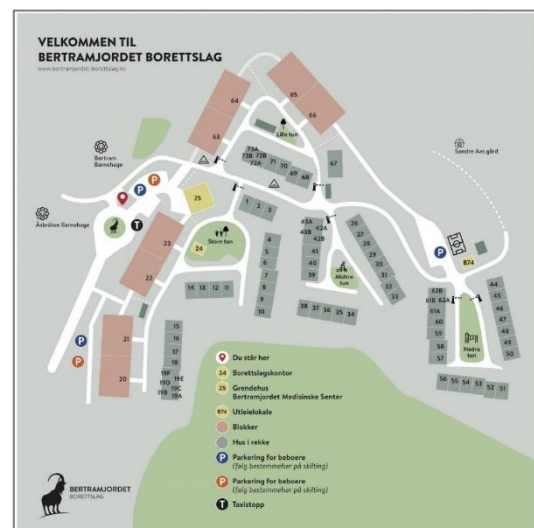 VELKOMMEN TIL
BERTRAMJORDET BORETTSLAG
www.bertramjordet-borettslag.no
65
64
66
Lille tun
63
73A
73B 72B
72A
71
70
69
68
67
Søndre Aas gård
Bertram
Barnehage
P
P
25
Åsbråten Barnehage
T
1
2
3
24
Store tun
23
22
4
5
6
7
8
9
10
14 13 12 11
43A
43B
42A
42B
41
40
39
26
27
28
29
30
31
32
33
Midtre
tun
38 37 36 35 34
P
874
62B
61B 62A
61A
60
59
58
57
44
43
46
47
48
49
50
Nedre
tun
56 55 54 53 52 51
P
P
21
20
15
16
17
18
19F
19D
19B
19E
19C
19A
Du står her
24 Borettslagskontor
25 Grendehus
Bertramjordet Medisinske Senter
874 Utleielokale
Blokker
Hus i rekke
P Parkering for beboere
(følg bestemmelser på skilting)
P Parkering for beboere
(følg bestemmelser på skilting)
T Taxistopp
BERTRAMJORDET
BORETTSLAG